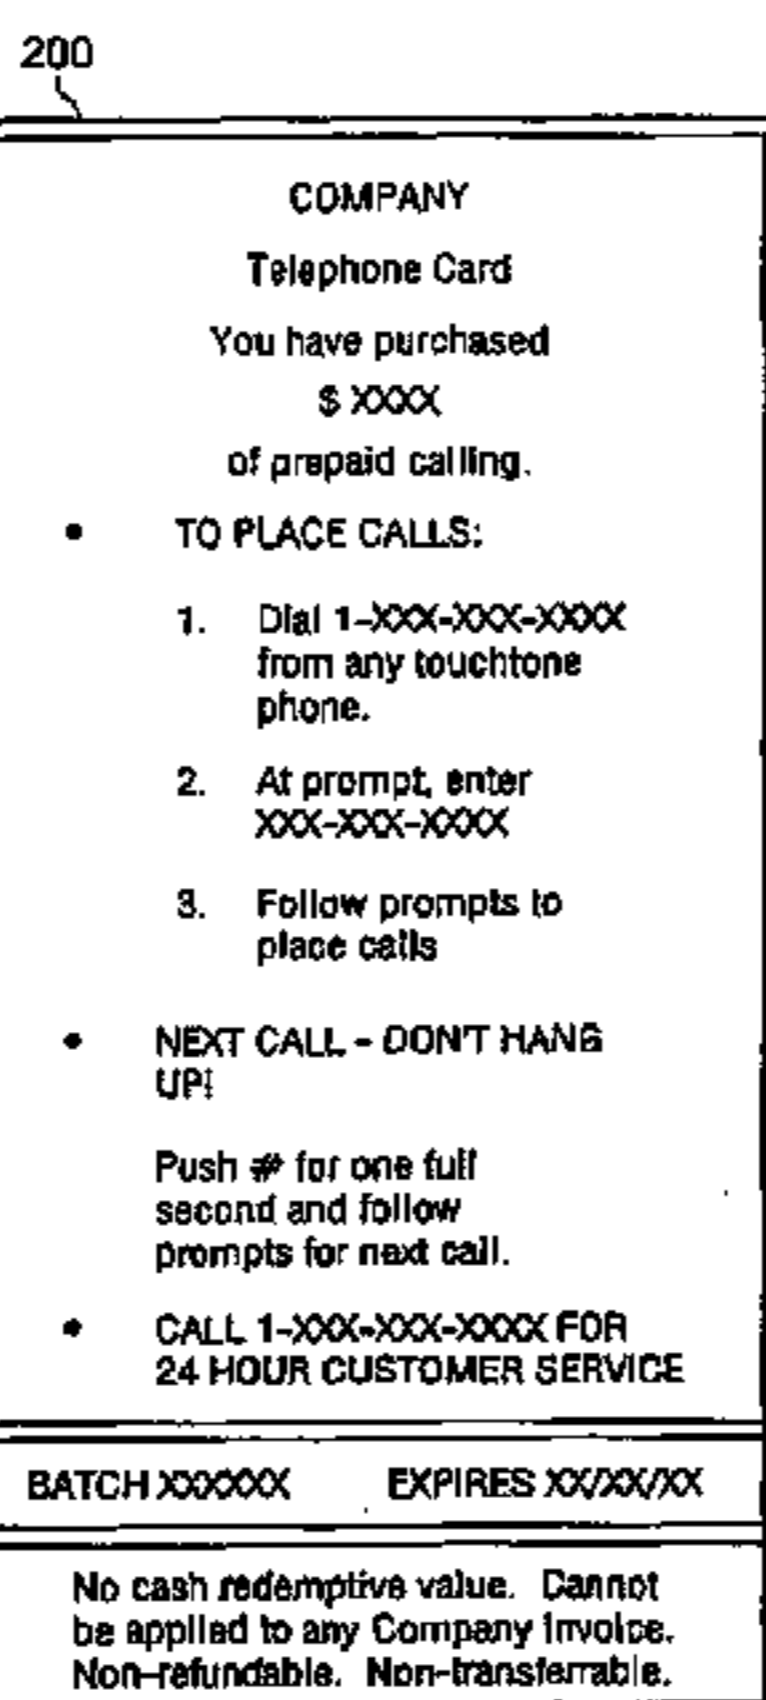 200
COMPANY
Telephone Card
You have purchased
$ XXXX
of prepaid calling.
• TO PLACE CALLS:
1. Dial 1-XXX-XXX-XXXX
from any touchtone
phone.
2. At prompt, enter
XXX-XXX-XXXX
3. Follow prompts to
place calls
• NEXT CALL - DON'T HANG
UP!
Push # for one full
second and follow
prompts for next call.
• CALL 1-XXX-XXX-XXXX FOR
24 HOUR CUSTOMER SERVICE
BATCH XXXXXX EXPIRES XX/XX/XX
No cash redemptive value. Cannot
be applied to any Company Invoice.
Non-refundable. Non-transferrable.